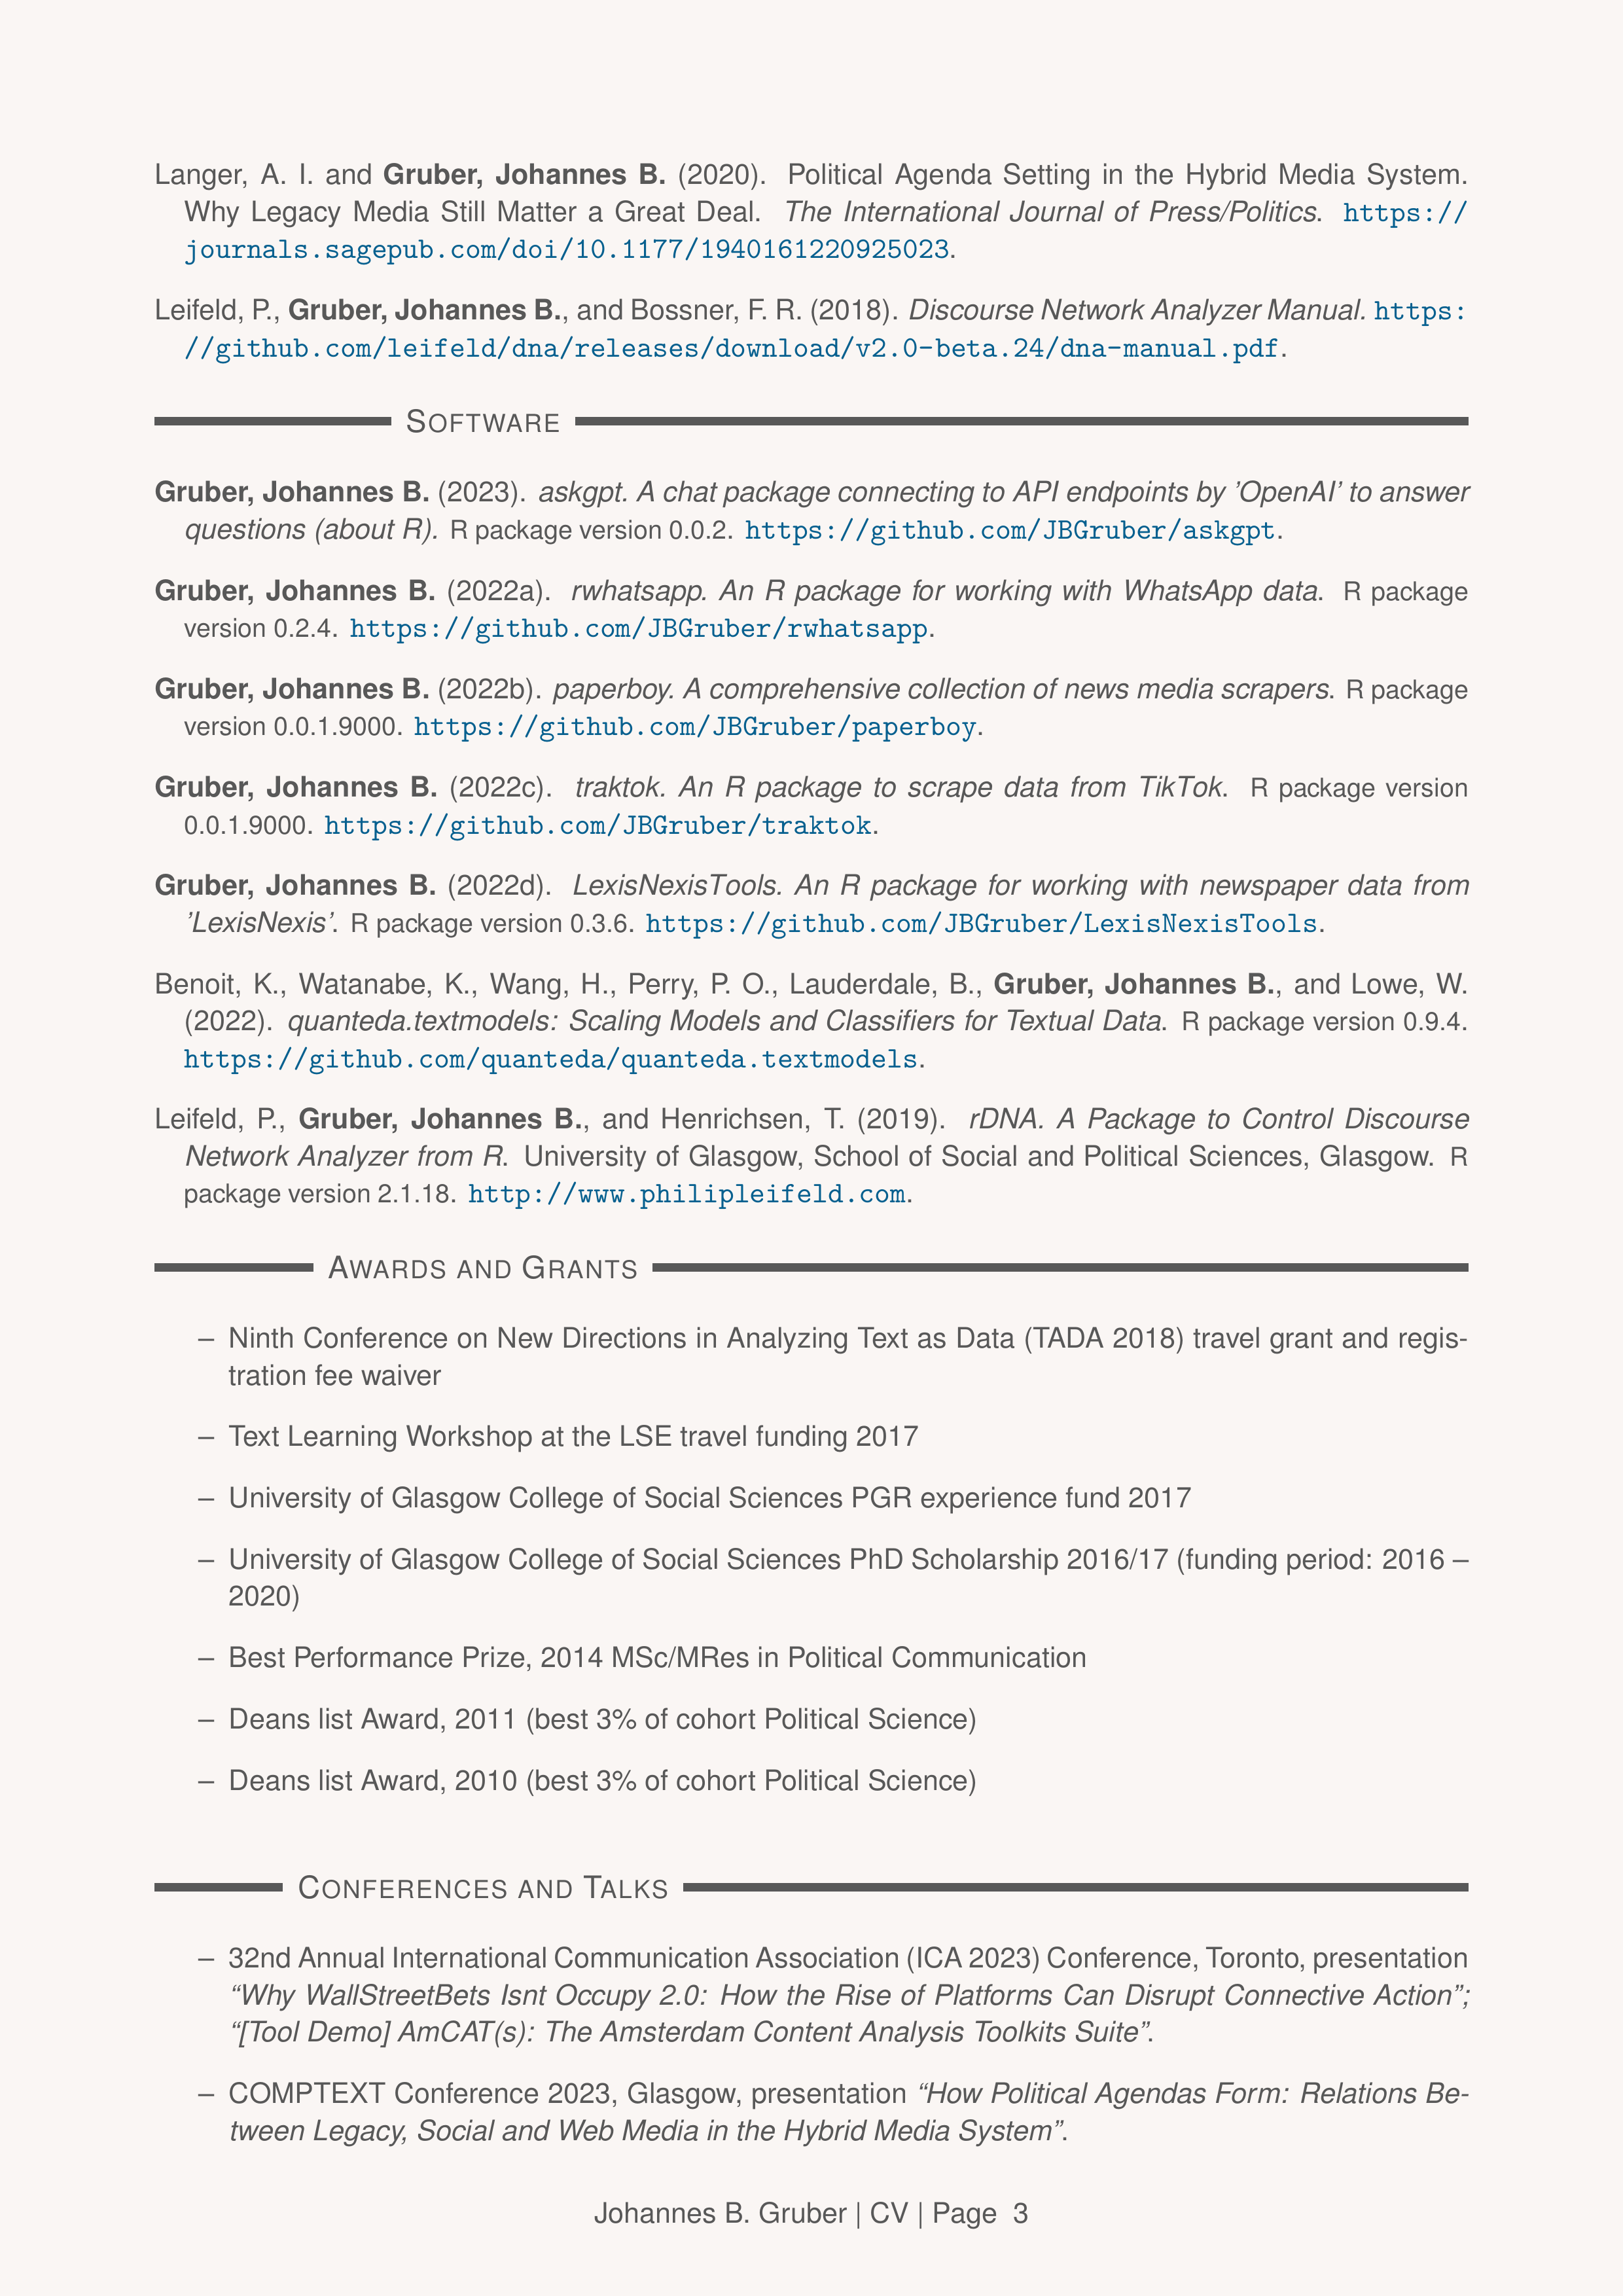 Langer, A. I. and Gruber, Johannes B. (2020). Political Agenda Setting in the Hybrid Media System.
Why Legacy Media Still Matter a Great Deal. The International Journal of Press/Politics. https://
journals.sagepub.com/doi/10.1177/1940161220925023.
Leifeld, P., Gruber, Johannes B., and Bossner, F. R. (2018). Discourse Network Analyzer Manual. https:
//github.com/leifeld/dna/releases/download/v2.0-beta.24/dna-manual.pdf.
SOFTWARE
Gruber, Johannes B. (2023). askgpt. A chat package connecting to API endpoints by 'OpenAI' to answer
questions (about R). R package version 0.0.2. https://github.com/JBGruber/askgpt.
Gruber, Johannes B. (2022a). rwhatsapp. An R package for working with WhatsApp data. R package
version 0.2.4. https://github.com/JBGruber/rwhatsapp.
Gruber, Johannes B. (2022b). paperboy. A comprehensive collection of news media scrapers. R package
version 0.0.1.9000. https://github.com/JBGruber/paperboy.
Gruber, Johannes B. (2022c). traktok. An R package to scrape data from TikTok. R package version
0.0.1.9000. https://github.com/JBGruber/traktok.
Gruber, Johannes B. (2022d). LexisNexisTools. An R package for working with newspaper data from
'LexisNexis'. R package version 0.3.6. https://github.com/JBGruber/LexisNexisTools.
Benoit, K., Watanabe, K., Wang, H., Perry, P. O., Lauderdale, B., Gruber, Johannes B., and Lowe, W.
(2022). quanteda.textmodels: Scaling Models and Classifiers for Textual Data. R package version 0.9.4.
https://github.com/quanteda/quanteda.textmodels.
Leifeld, P., Gruber, Johannes B., and Henrichsen, T. (2019). rDNA. A Package to Control Discourse
Network Analyzer from R. University of Glasgow, School of Social and Political Sciences, Glasgow. R
package version 2.1.18. http://www.philipleifeld.com.
AWARDS AND GRANTS
– Ninth Conference on New Directions in Analyzing Text as Data (TADA 2018) travel grant and regis-
tration fee waiver
– Text Learning Workshop at the LSE travel funding 2017
– University of Glasgow College of Social Sciences PGR experience fund 2017
– University of Glasgow College of Social Sciences PhD Scholarship 2016/17 (funding period: 2016 –
2020)
– Best Performance Prize, 2014 MSc/MRes in Political Communication
– Deans list Award, 2011 (best 3% of cohort Political Science)
– Deans list Award, 2010 (best 3% of cohort Political Science)
CONFERENCES AND TALKS
– 32nd Annual International Communication Association (ICA 2023) Conference, Toronto, presentation
“Why WallStreetBets Isnt Occupy 2.0: How the Rise of Platforms Can Disrupt Connective Action”;
“[Tool Demo] AmCAT(s): The Amsterdam Content Analysis Toolkits Suite”.
– COMPTEXT Conference 2023, Glasgow, presentation “How Political Agendas Form: Relations Be-
tween Legacy, Social and Web Media in the Hybrid Media System”.
Johannes B. Gruber | CV | Page 3